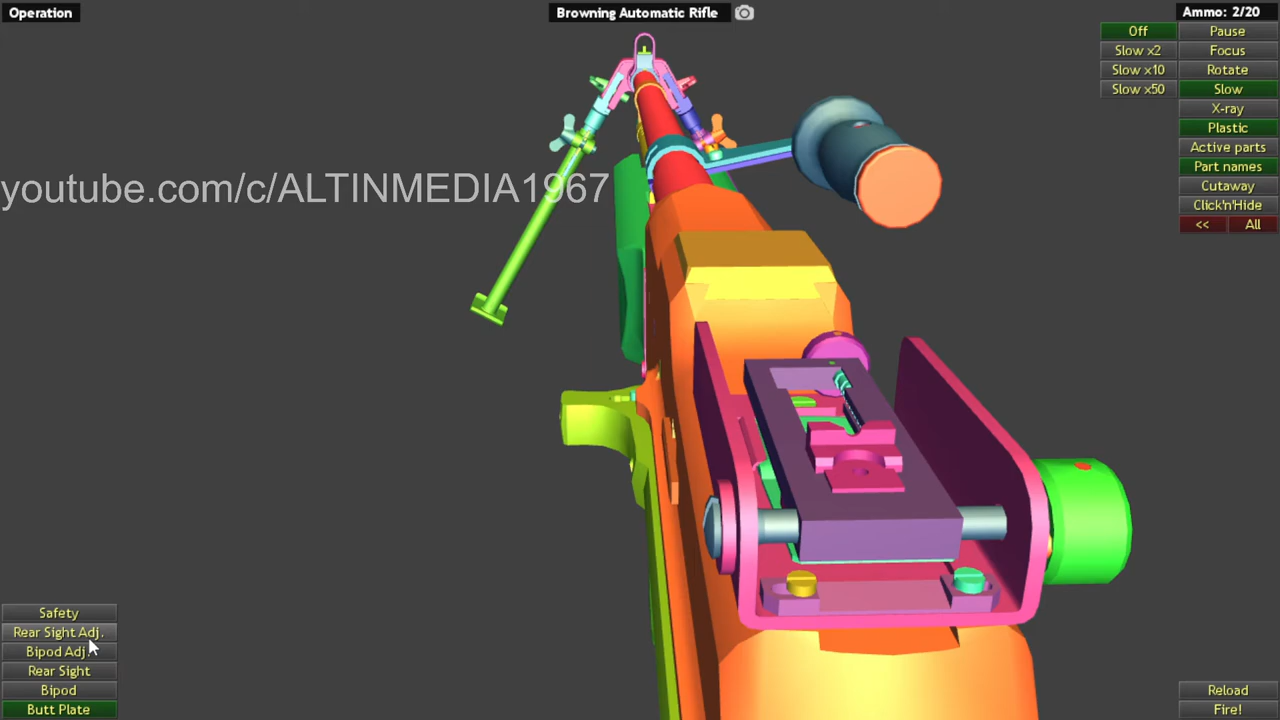 Operation
Browning Automatic Rifle
Ammo: 2/20
Off
Pause
Slow x2
Focus
Slow x10
Rotate
Slow x50
Slow
X-ray
Plastic
Active parts
Part names
Cutaway
Click'n'Hide
<<
All
youtube.com/c/ALTINMEDIA1967
Safety
Rear Sight Adj.
Bipod Adj.
Rear Sight
Bipod
Butt Plate
Reload
Fire!